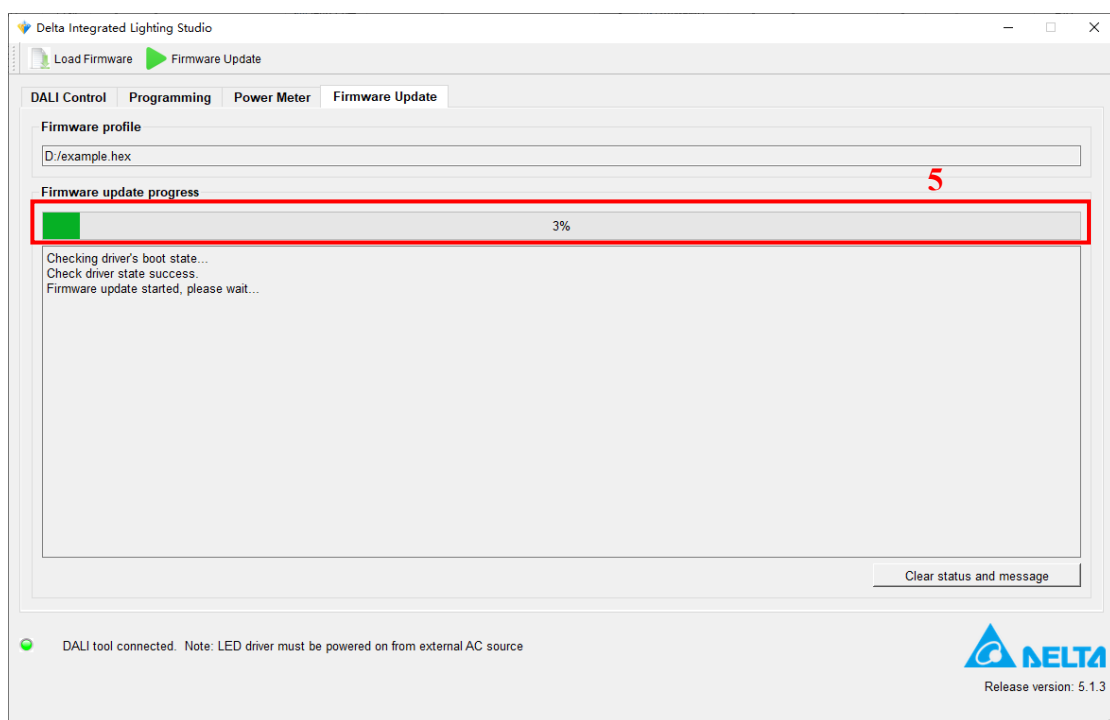 Delta Integrated Lighting Studio
Load Firmware Firmware Update
DALI Control Programming Power Meter Firmware Update
Firmware profile
D:/example.hex
5
Firmware update progress
3%
Checking driver's boot state...
Check driver state success.
Firmware update started, please wait...
Clear status and message
DALI tool connected. Note: LED driver must be powered on from external AC source
DELTA
Release version: 5.1.3